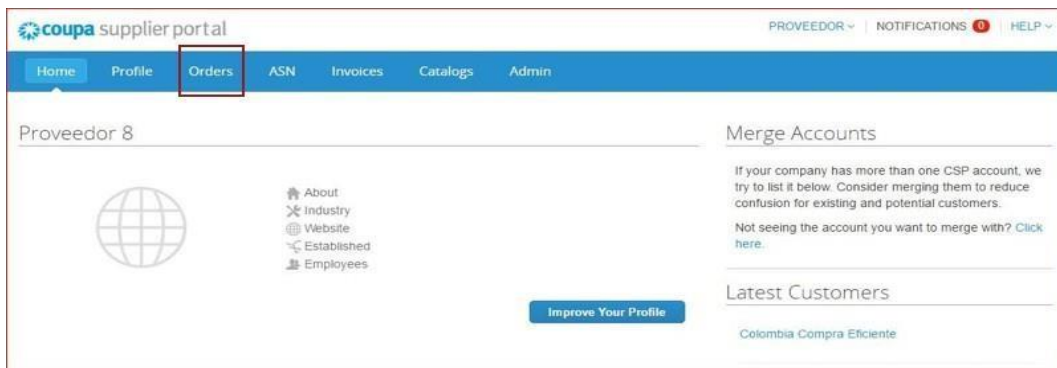 coupa supplier portal
PROVEEDOR NOTIFICATIONS 0 HELP
Home Profile Orders ASN Invoices Catalogs Admin
Proveedor 8
About
Industry
Website
Established
Employees
Improve Your Profile
Merge Accounts
If your company has more than one CSP account, we
try to list it below. Consider merging them to reduce
confusion for existing and potential customers.
Not seeing the account you want to merge with? Click
here.
Latest Customers
Colombia Compra Eficiente